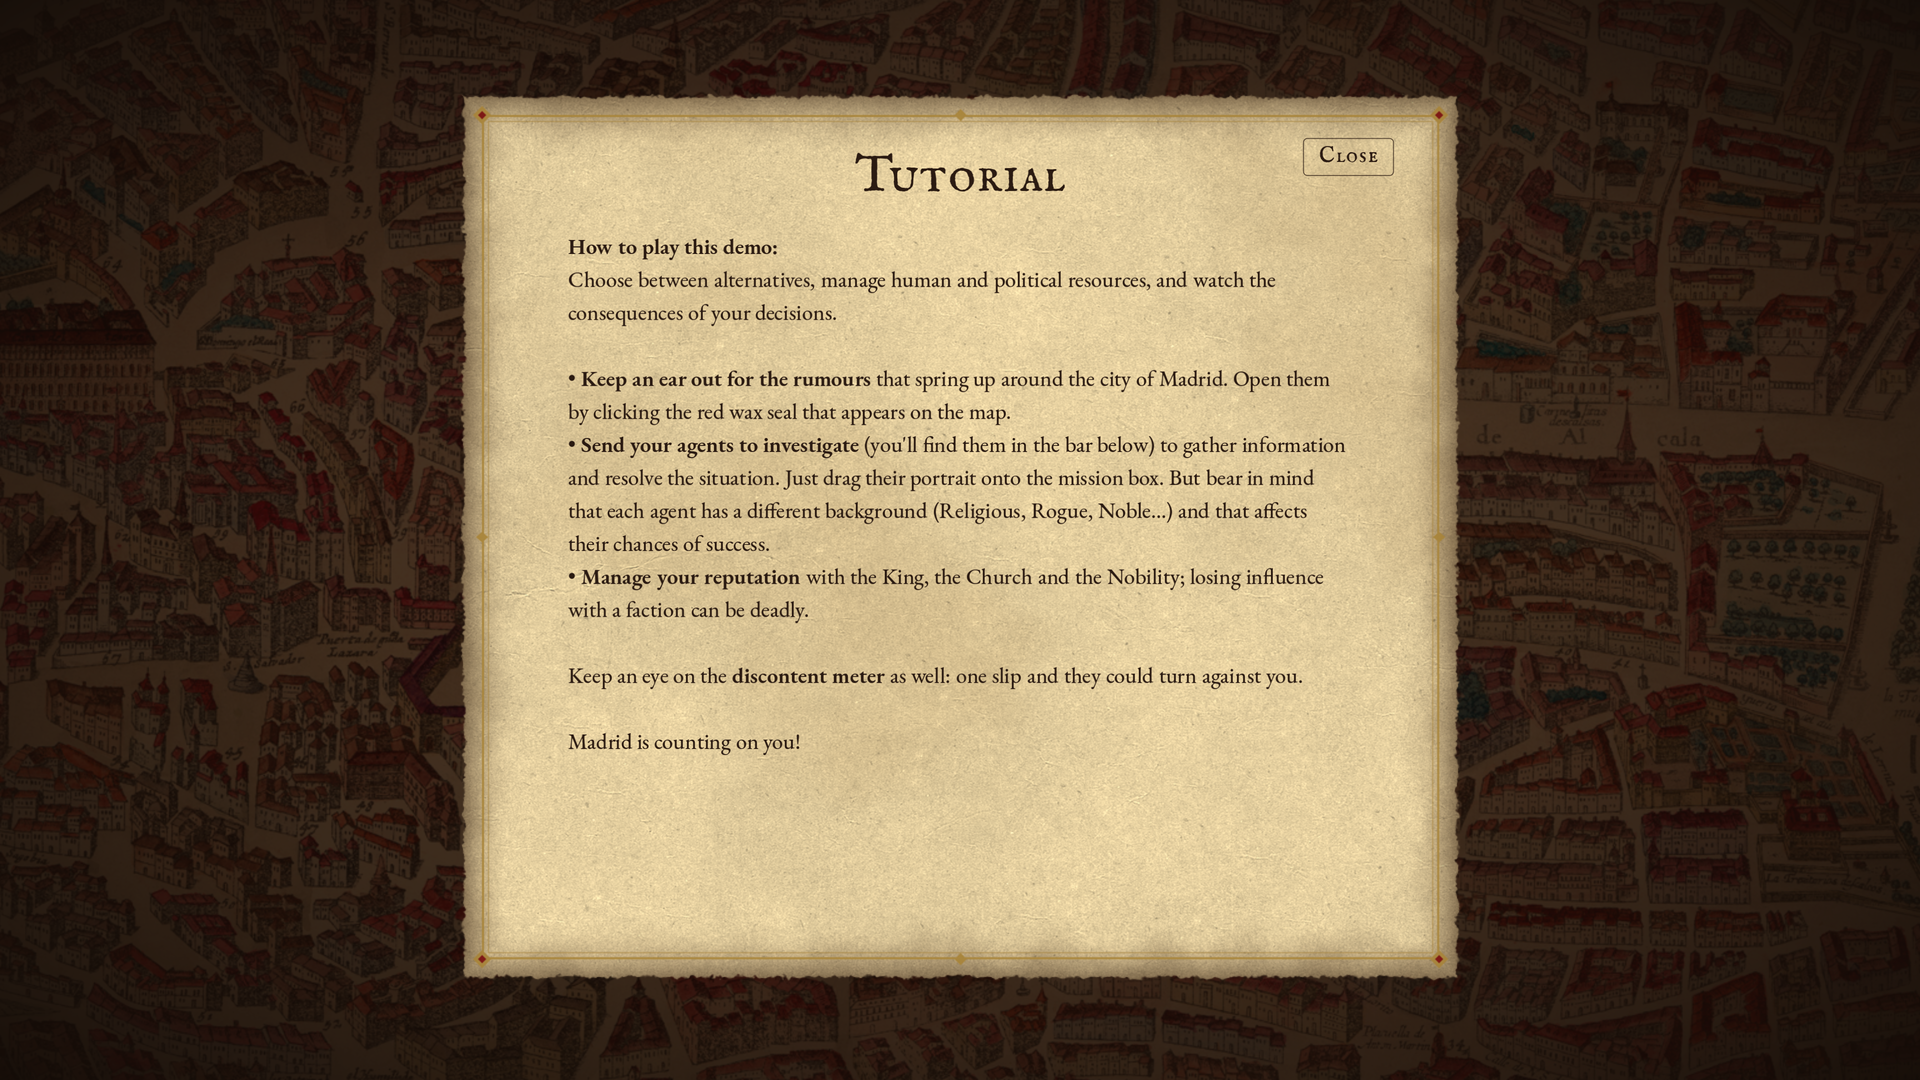 Tutorial
Close
How to play this demo:
Choose between alternatives, manage human and political resources, and watch the
consequences of your decisions.
• Keep an ear out for the rumours that spring up around the city of Madrid. Open them
by clicking the red wax seal that appears on the map.
• Send your agents to investigate (you'll find them in the bar below) to gather information
and resolve the situation. Just drag their portrait onto the mission box. But bear in mind
that each agent has a different background (Religious, Rogue, Noble...) and that affects
their chances of success.
• Manage your reputation with the King, the Church and the Nobility; losing influence
with a faction can be deadly.
Keep an eye on the discontent meter as well: one slip and they could turn against you.
Madrid is counting on you!
de Al cala